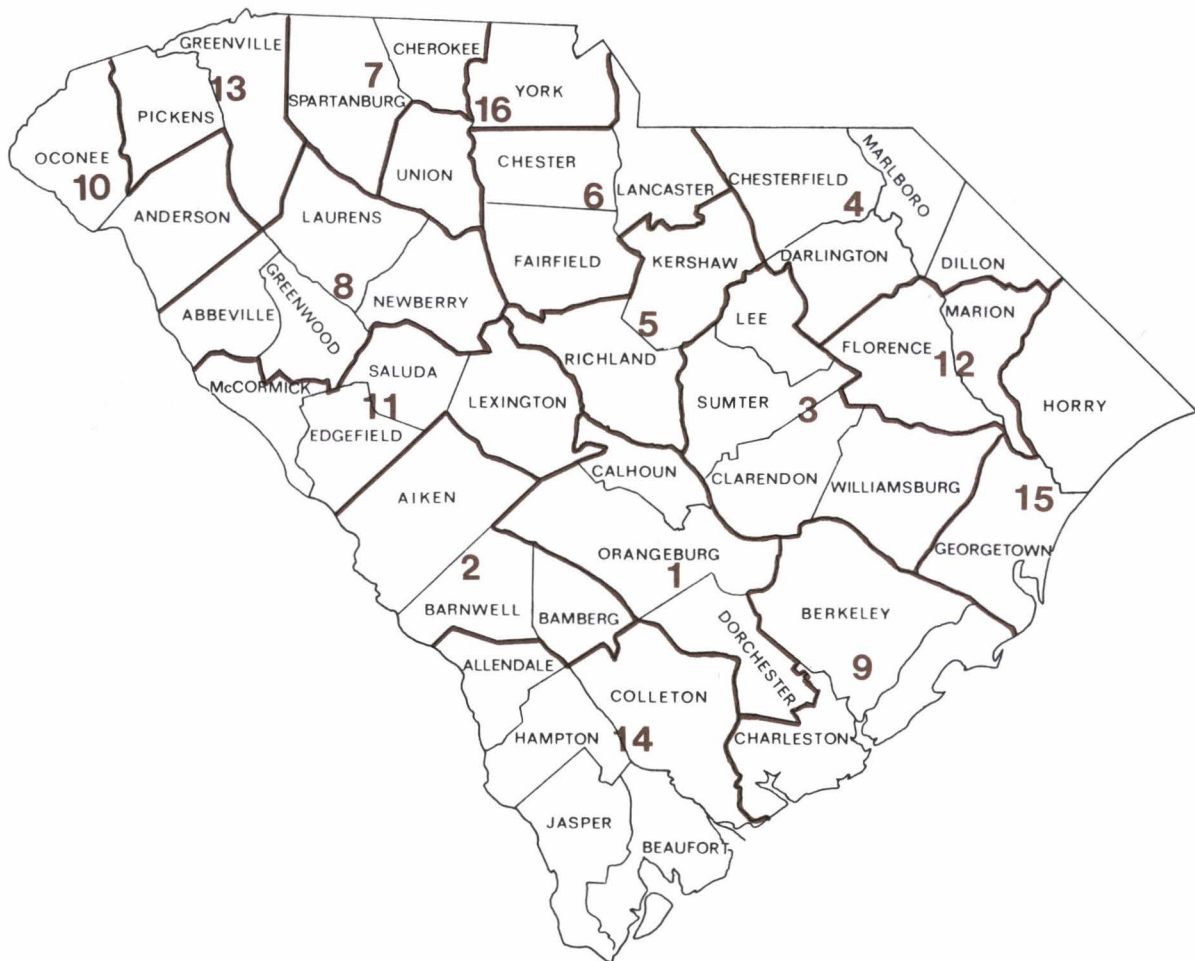 GREENVILLE
CHEROKEE
7
13
SPARTANBURG
YORK
16
PICKENS
OCONEE
10
UNION
CHESTER
6
LANCASTER
CHESTERFIELD
MARLBORO
4
ANDERSON
LAURENS
FAIRFIELD
KERSHAW
DARLINGTON
DILLON
GREENWOOD
8
NEWBERRY
ABBEVILLE
5
LEE
MARION
FLORENCE
12
RICHLAND
SALUDA
McCORMICK
11
LEXINGTON
SUMTER
3
HORRY
EDGEFIELD
CALHOUN
CLARENDON
WILLIAMSBURG
AIKEN
15
ORANGEBURG
1
GEORGETOWN
2
BARNWELL
BAMBERG
DORCHESTER
BERKELEY
9
ALLENDALE
COLLETON
HAMPTON
14
CHARLESTON
JASPER
BEAUFORT